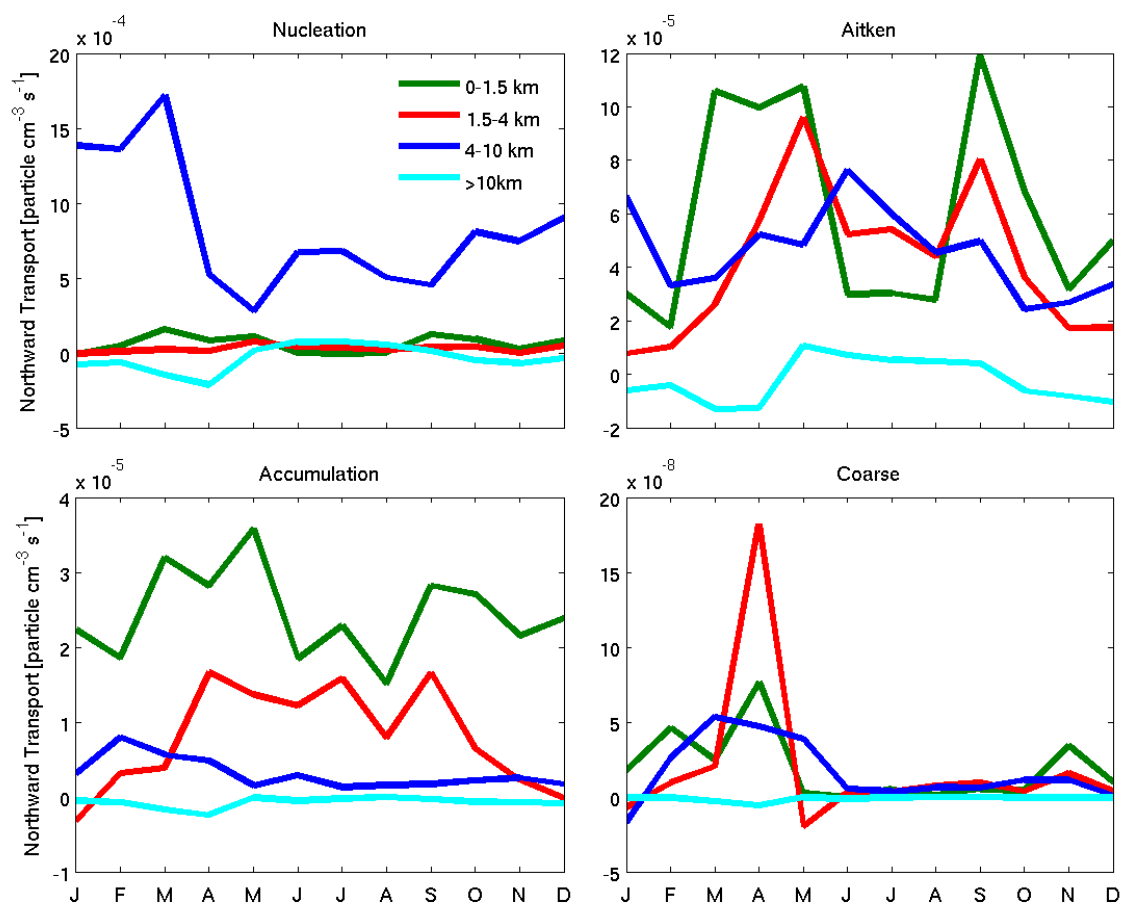 x 10^-4
Nucleation
20
15
10
5
0
-5
Northward Transport [particle cm^-3 s^-1]
0-1.5 km
1.5-4 km
4-10 km
>10km
x 10^-5
Aitken
12
10
8
6
4
2
0
-2
x 10^-5
Accumulation
4
3
2
1
0
-1
Northward Transport [particle cm^-3 s^-1]
J F M A M J J A S O N D
x 10^-8
Coarse
20
15
10
5
0
-5
J F M A M J J A S O N D